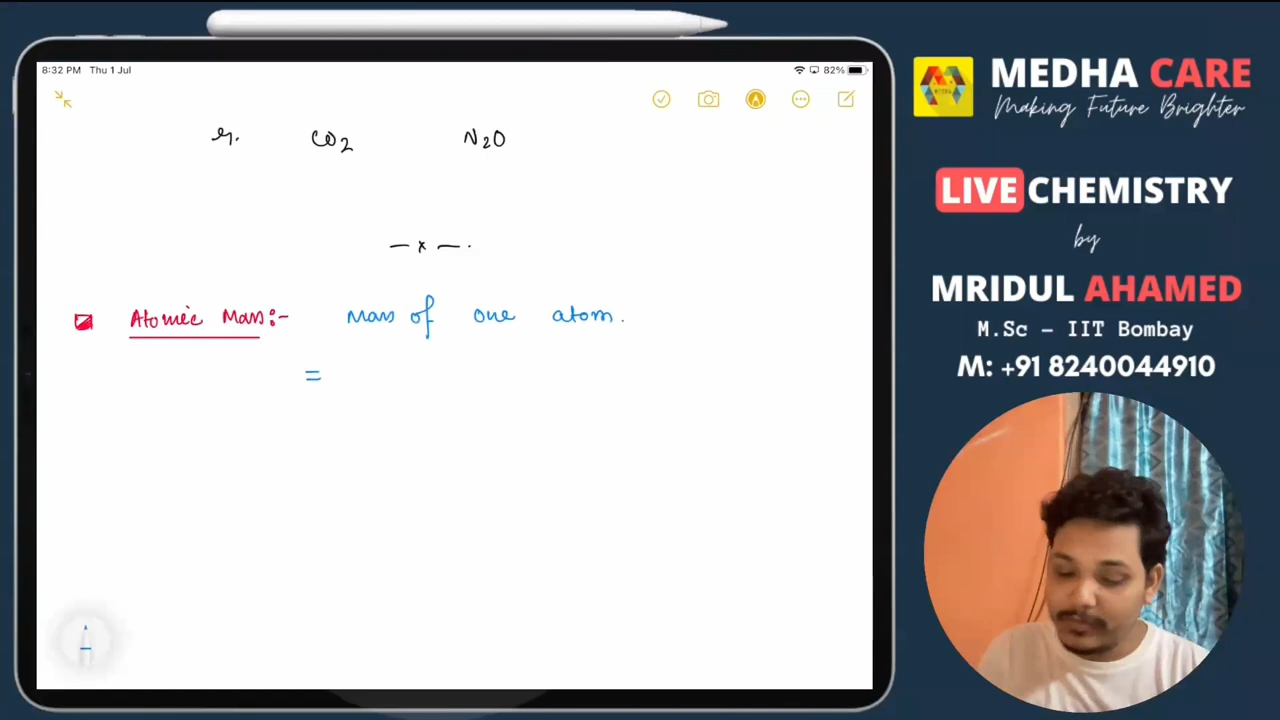 8:32 PM Thu 1 Jul
82%
CO2 N2O
— x — .
Atomic Mass:- Mass of one atom.
=
MEDHA CARE
Making Future Brighter
LIVE CHEMISTRY
by
MRIDUL AHAMED
M.Sc – IIT Bombay
M: +91 8240044910